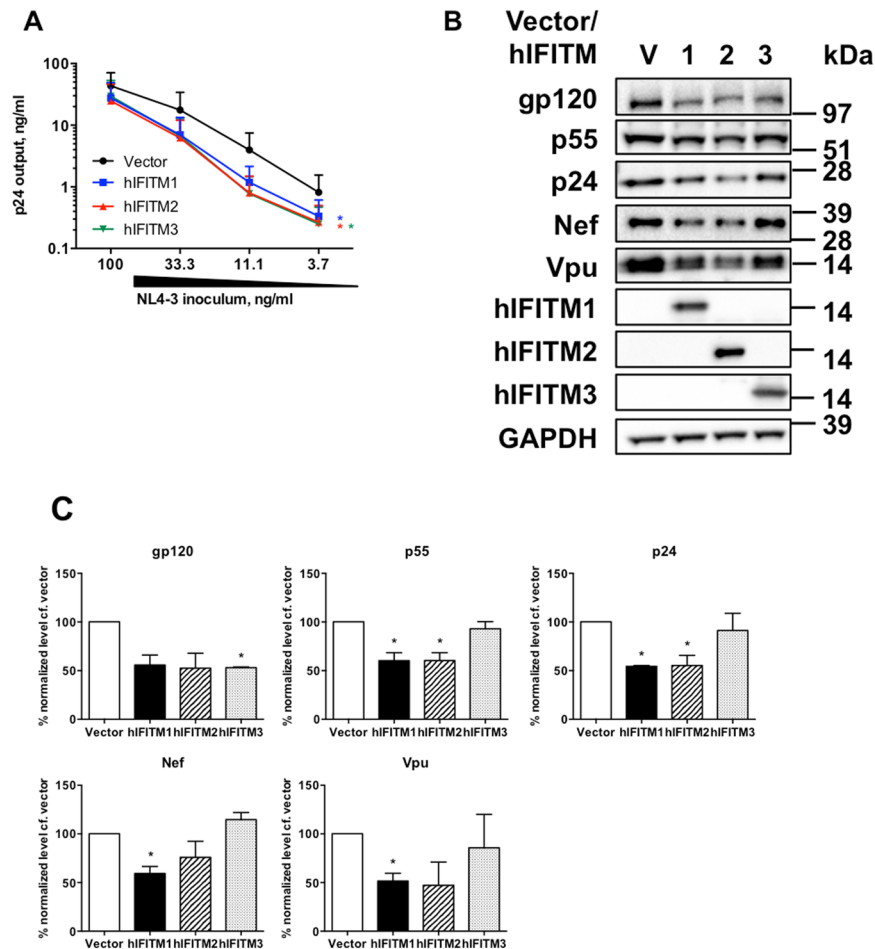 A
p24 output, ng/ml
100
10
1
0.1
Vector
hIFITM1
hIFITM2
hIFITM3
*
* *
100 33.3 11.1 3.7
NL4-3 inoculum, ng/ml
B
Vector/
hIFITM V 1 2 3 kDa
gp120
97
p55
51
p24
28
Nef
39
28
Vpu
14
hIFITM1
14
hIFITM2
14
hIFITM3
14
GAPDH
39
C
gp120
% normalized level cf. vector
150
100
50
0
*
Vector hIFITM1 hIFITM2 hIFITM3
p55
% normalized level cf. vector
150
100
50
0
* *
Vector hIFITM1 hIFITM2 hIFITM3
p24
% normalized level cf. vector
150
100
50
0
* *
Vector hIFITM1 hIFITM2 hIFITM3
Nef
% normalized level cf. vector
150
100
50
0
*
Vector hIFITM1 hIFITM2 hIFITM3
Vpu
% normalized level cf. vector
150
100
50
0
*
Vector hIFITM1 hIFITM2 hIFITM3